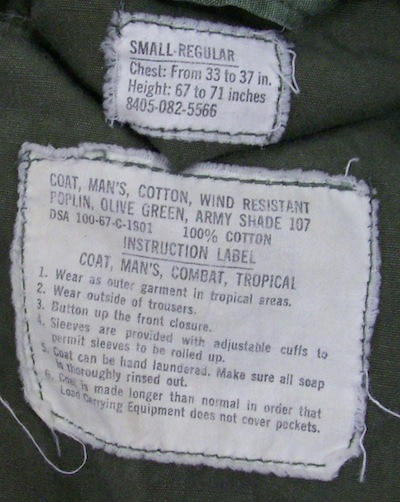 SMALL-REGULAR
Chest: From 33 to 37 in.
Height: 67 to 71 inches
8405-082-5566
COAT, MAN'S, COTTON, WIND RESISTANT
POPLIN, OLIVE GREEN, ARMY SHADE 107
DSA 100-67-C-1901 100% COTTON
INSTRUCTION LABEL
COAT, MAN'S, COMBAT, TROPICAL
1. Wear as outer garment in tropical areas.
2. Wear outside of trousers.
3. Button up the front closure.
4. Sleeves are provided with adjustable cuffs to
permit sleeves to be rolled up.
5. Coat can be hand laundered. Make sure all soap
is thoroughly rinsed out.
6. Coat is made longer than normal in order that
Load Carrying Equipment does not cover pockets.